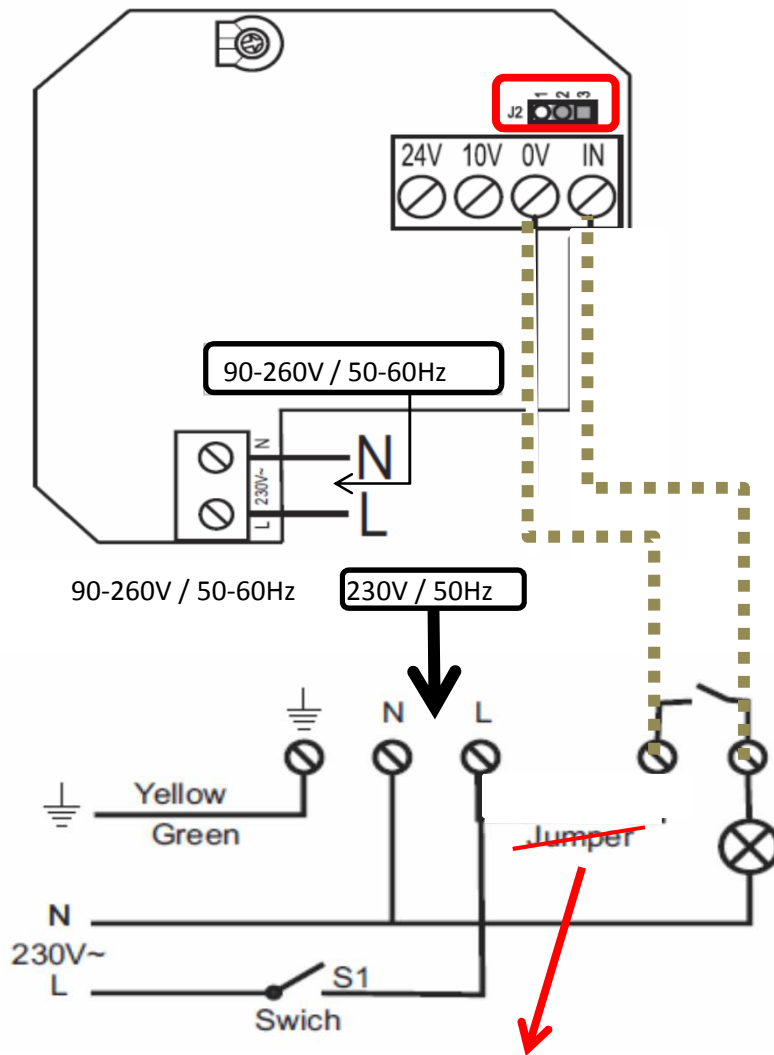 1 2 3
J2
24V 10V 0V IN
90-260V / 50-60Hz
N
230V~
L
N
L
90-260V / 50-60Hz
230V / 50Hz
N L
Yellow
Green
Jumper
N
230V~
L
S1
Swich